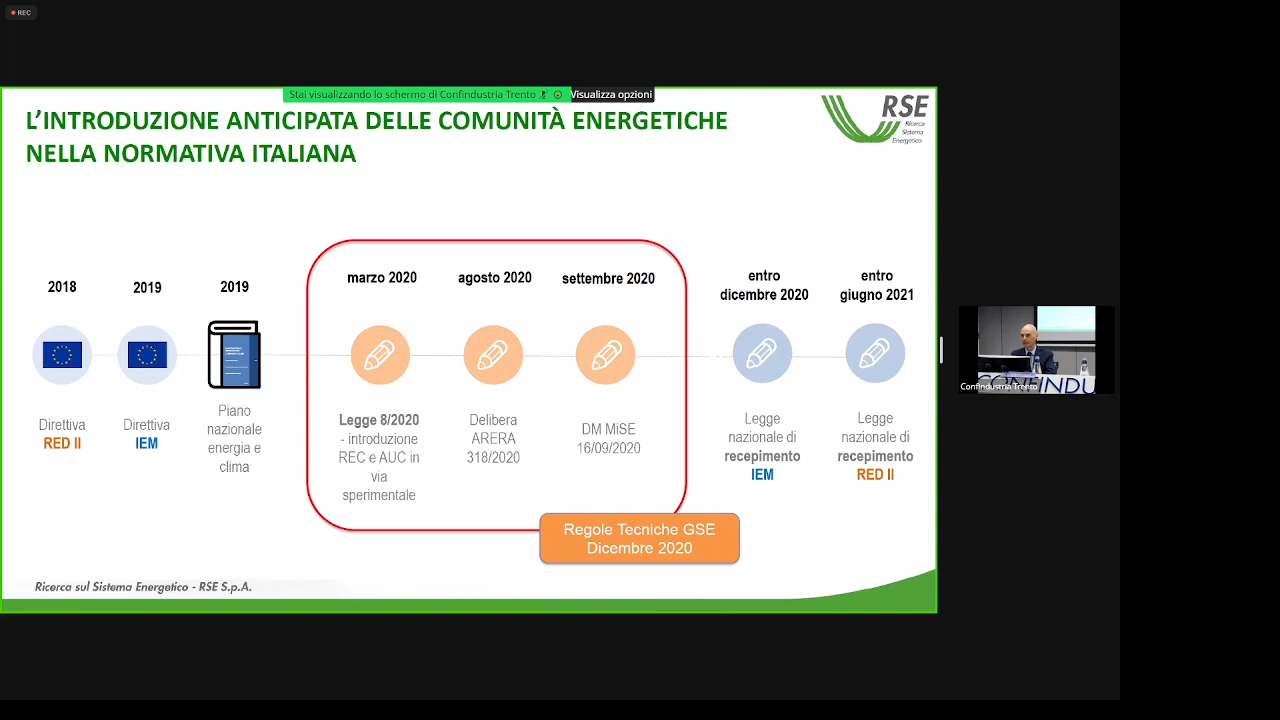 REC
Stai visualizzando lo schermo di Confindustria Trento
Visualizza opzioni
L'INTRODUZIONE ANTICIPATA DELLE COMUNITÀ ENERGETICHE
NELLA NORMATIVA ITALIANA
RSE
Ricerca
Sistema
Energetico
2018
2019
2019
marzo 2020
agosto 2020
settembre 2020
entro
dicembre 2020
entro
giugno 2021
Direttiva
RED II
Direttiva
IEM
Piano
nazionale
energia e
clima
Legge 8/2020
- introduzione
REC e AUC in
via
sperimentale
Delibera
ARERA
318/2020
DM MiSE
16/09/2020
Legge
nazionale di
recepimento
IEM
Legge
nazionale di
recepimento
RED II
Regole Tecniche GSE
Dicembre 2020
Ricerca sul Sistema Energetico - RSE S.p.A.
CONFINDU
Confindustria Trento